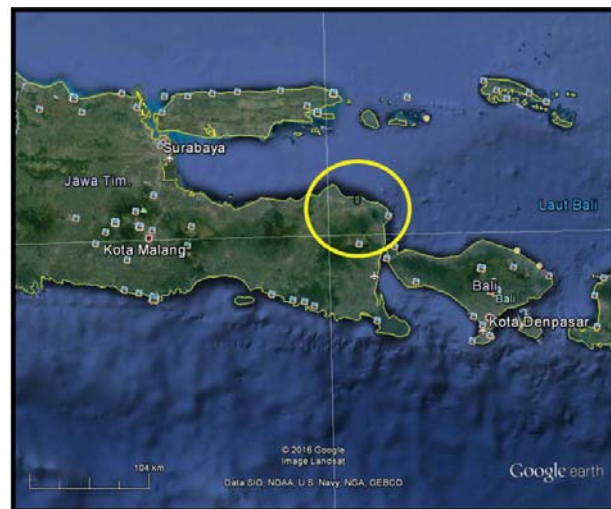 Surabaya
Jawa Tim.
Laut Bali
Kota Malang
Bali
Bali
Kota Denpasar
© 2016 Google
Image Landsat
104 km
Data SIO, NOAA, U.S. Navy, NGA, GEBCO
Google earth